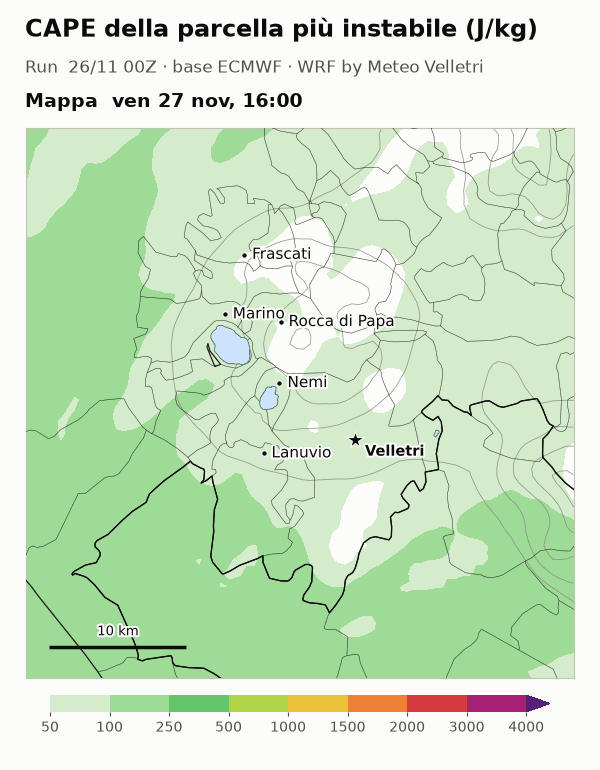 CAPE della parcella più instabile (J/kg)
Run  26/11 00Z · base ECMWF · WRF by Meteo Velletri
Mappa  ven 27 nov, 16:00
Frascati
Marino
Rocca di Papa
Nemi
Velletri
Lanuvio
10 km
50 100 250 500 1000 1500 2000 3000 4000